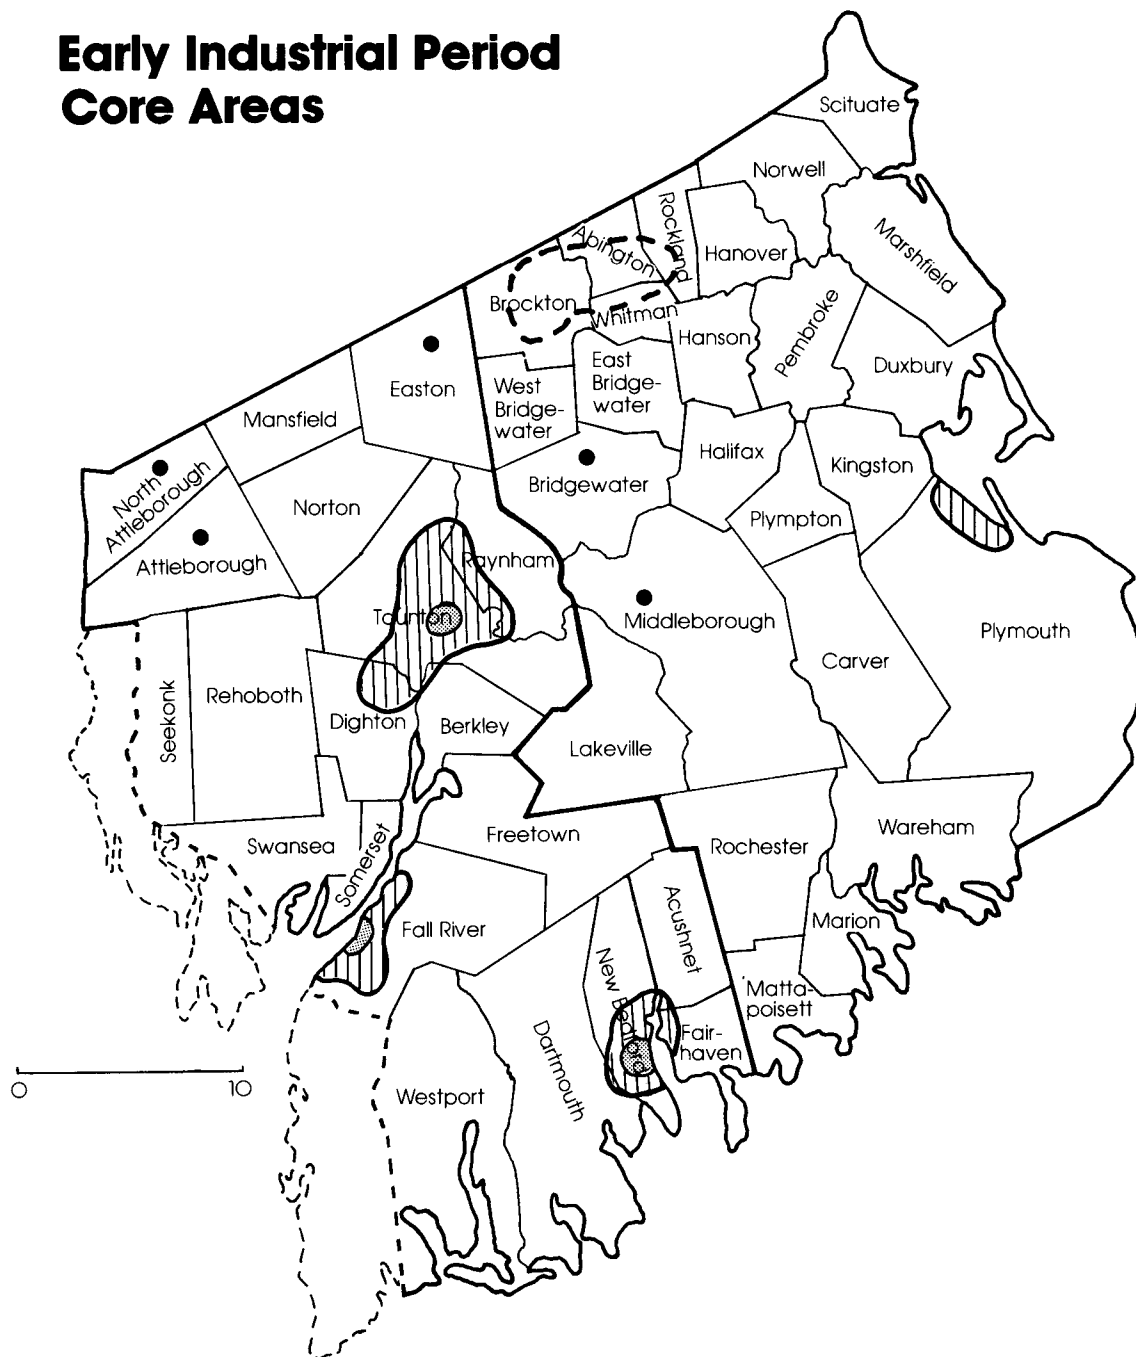 Early Industrial Period
Core Areas
Scituate
Norwell
Rockland
Hanover
Marshfield
Abington
Brockton
Whitman
Hanson
Pembroke
Duxbury
Easton
West
Bridge-
water
East
Bridge-
water
Mansfield
Halifax
Kingston
North
Attleborough
Norton
Bridgewater
Plympton
Attleborough
Raynham
Taunton
Middleborough
Plymouth
Carver
Seekonk
Rehoboth
Dighton
Berkley
Lakeville
Swansea
Somerset
Freetown
Rochester
Wareham
Fall River
Acushnet
Marion
New Bedford
Matta-
poisett
Dartmouth
Fair-
haven
Westport
0 10